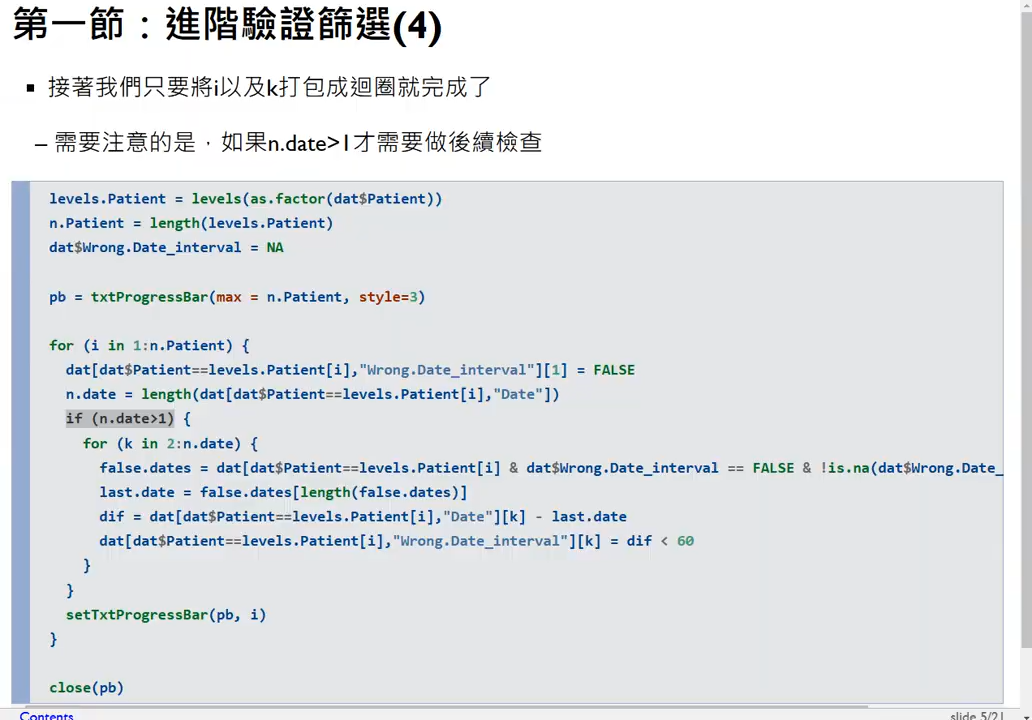 第一節：進階驗證篩選(4)
▪ 接著我們只要將i以及k打包成迴圈就完成了
– 需要注意的是，如果n.date>1才需要做後續檢查
levels.Patient = levels(as.factor(dat$Patient))
n.Patient = length(levels.Patient)
dat$Wrong.Date_interval = NA
pb = txtProgressBar(max = n.Patient, style=3)
for (i in 1:n.Patient) {
  dat[dat$Patient==levels.Patient[i],"Wrong.Date_interval"][1] = FALSE
  n.date = length(dat[dat$Patient==levels.Patient[i],"Date"])
  if (n.date>1) {
    for (k in 2:n.date) {
      false.dates = dat[dat$Patient==levels.Patient[i] & dat$Wrong.Date_interval == FALSE & !is.na(dat$Wrong.Date_
      last.date = false.dates[length(false.dates)]
      dif = dat[dat$Patient==levels.Patient[i],"Date"][k] - last.date
      dat[dat$Patient==levels.Patient[i],"Wrong.Date_interval"][k] = dif < 60
    }
  }
  setTxtProgressBar(pb, i)
}
close(pb)
Contents
slide 5/21